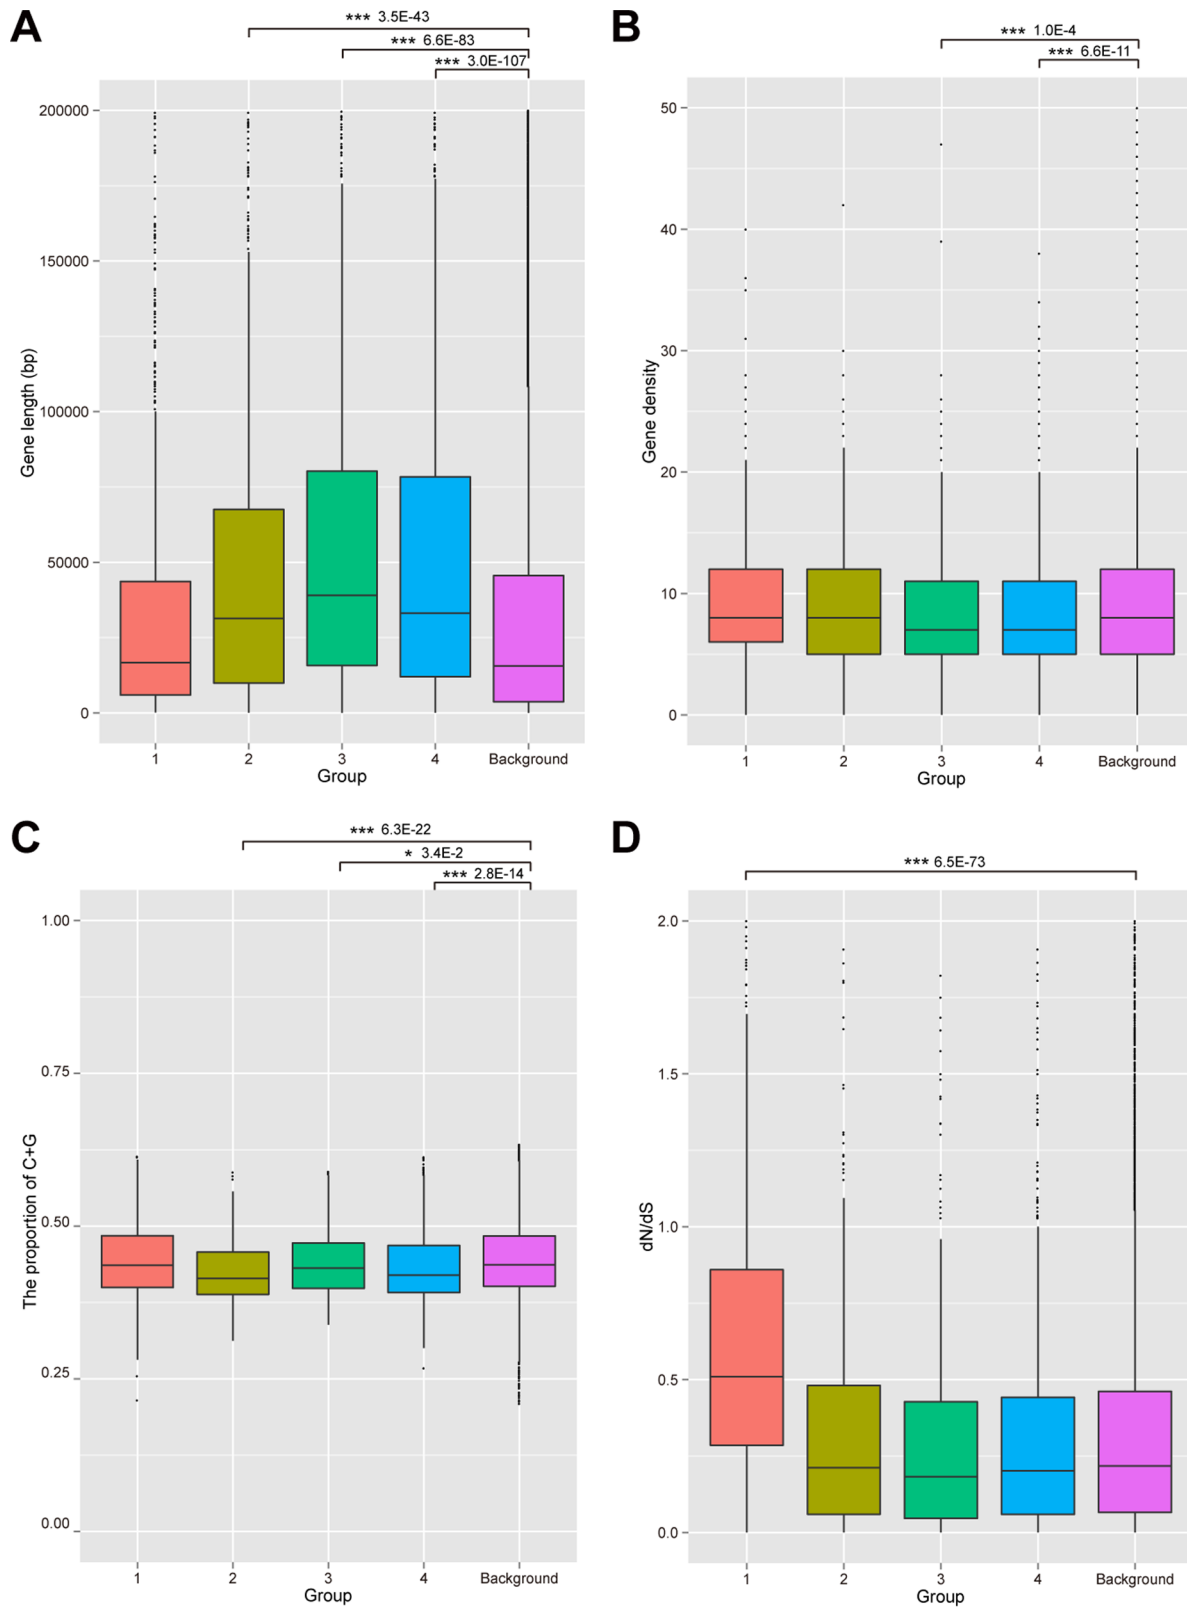 A
*** 3.5E-43
*** 6.6E-83
*** 3.0E-107
200000
150000
100000
50000
0
Gene length (bp)
1 2 3 4 Background
Group
B
*** 1.0E-4
*** 6.6E-11
50
40
30
20
10
0
Gene density
1 2 3 4 Background
Group
C
*** 6.3E-22
* 3.4E-2
*** 2.8E-14
1.00
0.75
0.50
0.25
0.00
The proportion of C+G
1 2 3 4 Background
Group
D
*** 6.5E-73
2.0
1.5
1.0
0.5
0.0
dN/dS
1 2 3 4 Background
Group